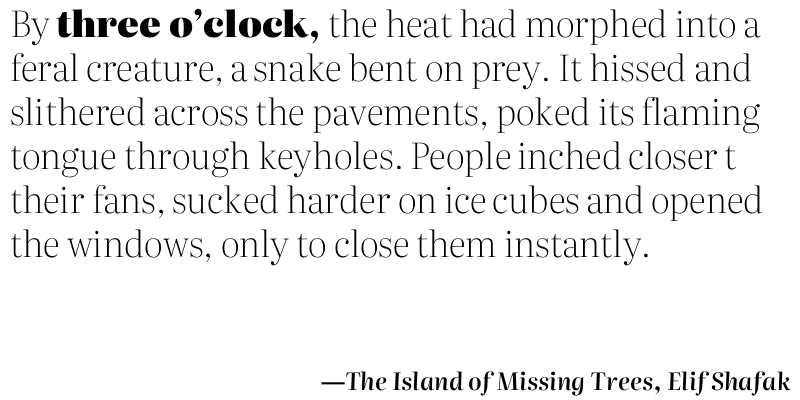 By three o’clock, the heat had morphed into a
feral creature, a snake bent on prey. It hissed and
slithered across the pavements, poked its flaming
tongue through keyholes. People inched closer t
their fans, sucked harder on ice cubes and opened
the windows, only to close them instantly.
—The Island of Missing Trees, Elif Shafak